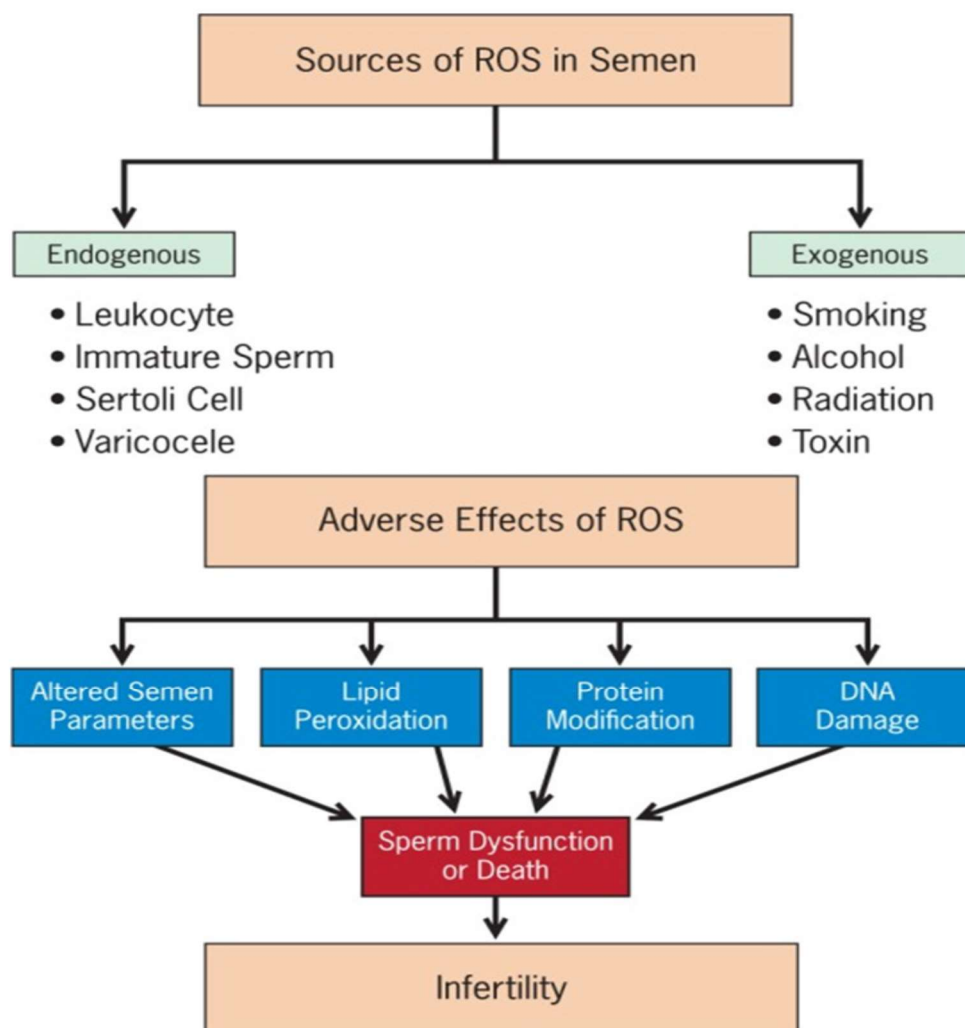 Sources of ROS in Semen
Endogenous
• Leukocyte
• Immature Sperm
• Sertoli Cell
• Varicocele
Exogenous
• Smoking
• Alcohol
• Radiation
• Toxin
Adverse Effects of ROS
Altered Semen
Parameters
Lipid
Peroxidation
Protein
Modification
DNA
Damage
Sperm Dysfunction
or Death
Infertility